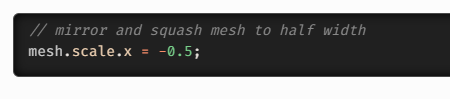 // mirror and squash mesh to half width
mesh.scale.x = -0.5;